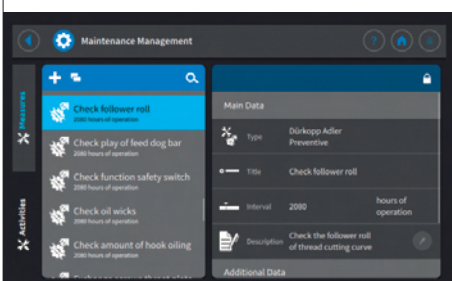 Maintenance Management
?
Measures
Activities
Check follower roll
2080 hours of operation
Check play of feed dog bar
2080 hours of operation
Check function safety switch
2080 hours of operation
Check oil wicks
2080 hours of operation
Check amount of hook oiling
2080 hours of operation
Main Data
Type
Dürkopp Adler
Preventive
Title
Check follower roll
Interval
2080
hours of
operation
Description
Check the follower roll
of thread cutting curve
Additional Data